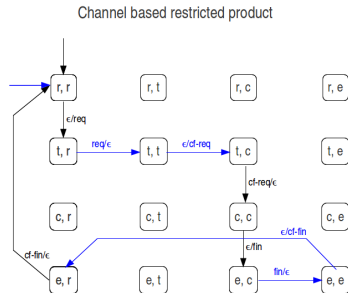 Channel based restricted product
r, r r, t r, c r, e
ϵ/req
t, r req/ϵ t, t ϵ/cf-req t, c t, e
cf-req/ϵ
c, r c, t c, c c, e
ϵ/cf-fin
ϵ/fin
cf-fin/ϵ
e, r e, t e, c fin/ϵ e, e